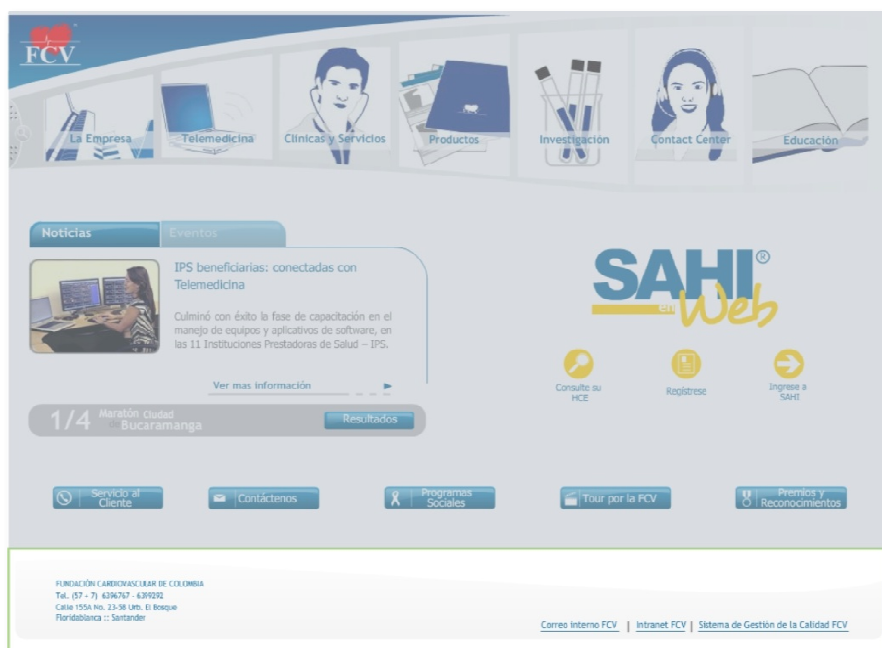 FCV
La Empresa
Telemedicina
Clínicas y Servicios
Productos
Investigación
Contact Center
Educación
Noticias
Eventos
IPS beneficiarias: conectadas con
Telemedicina
Culminó con éxito la fase de capacitación en el
manejo de equipos y aplicativos de software, en
las 11 Instituciones Prestadoras de Salud – IPS.
Ver mas información
1/4 Maratón Ciudad
de Bucaramanga
Resultados
SAHI®
en Web
Consulte su
HCE
Regístrese
Ingrese a
SAHI
Servicio al
Cliente
Contáctenos
Programas
Sociales
Tour por la FCV
Premios y
Reconocimientos
FUNDACIÓN CARDIOVASCULAR DE COLOMBIA
Tel. (57 - 7) 6396767 - 6399292
Calle 155A No. 23-58 Urb. El Bosque
Floridablanca :: Santander
Correo interno FCV | Intranet FCV | Sistema de Gestión de la Calidad FCV